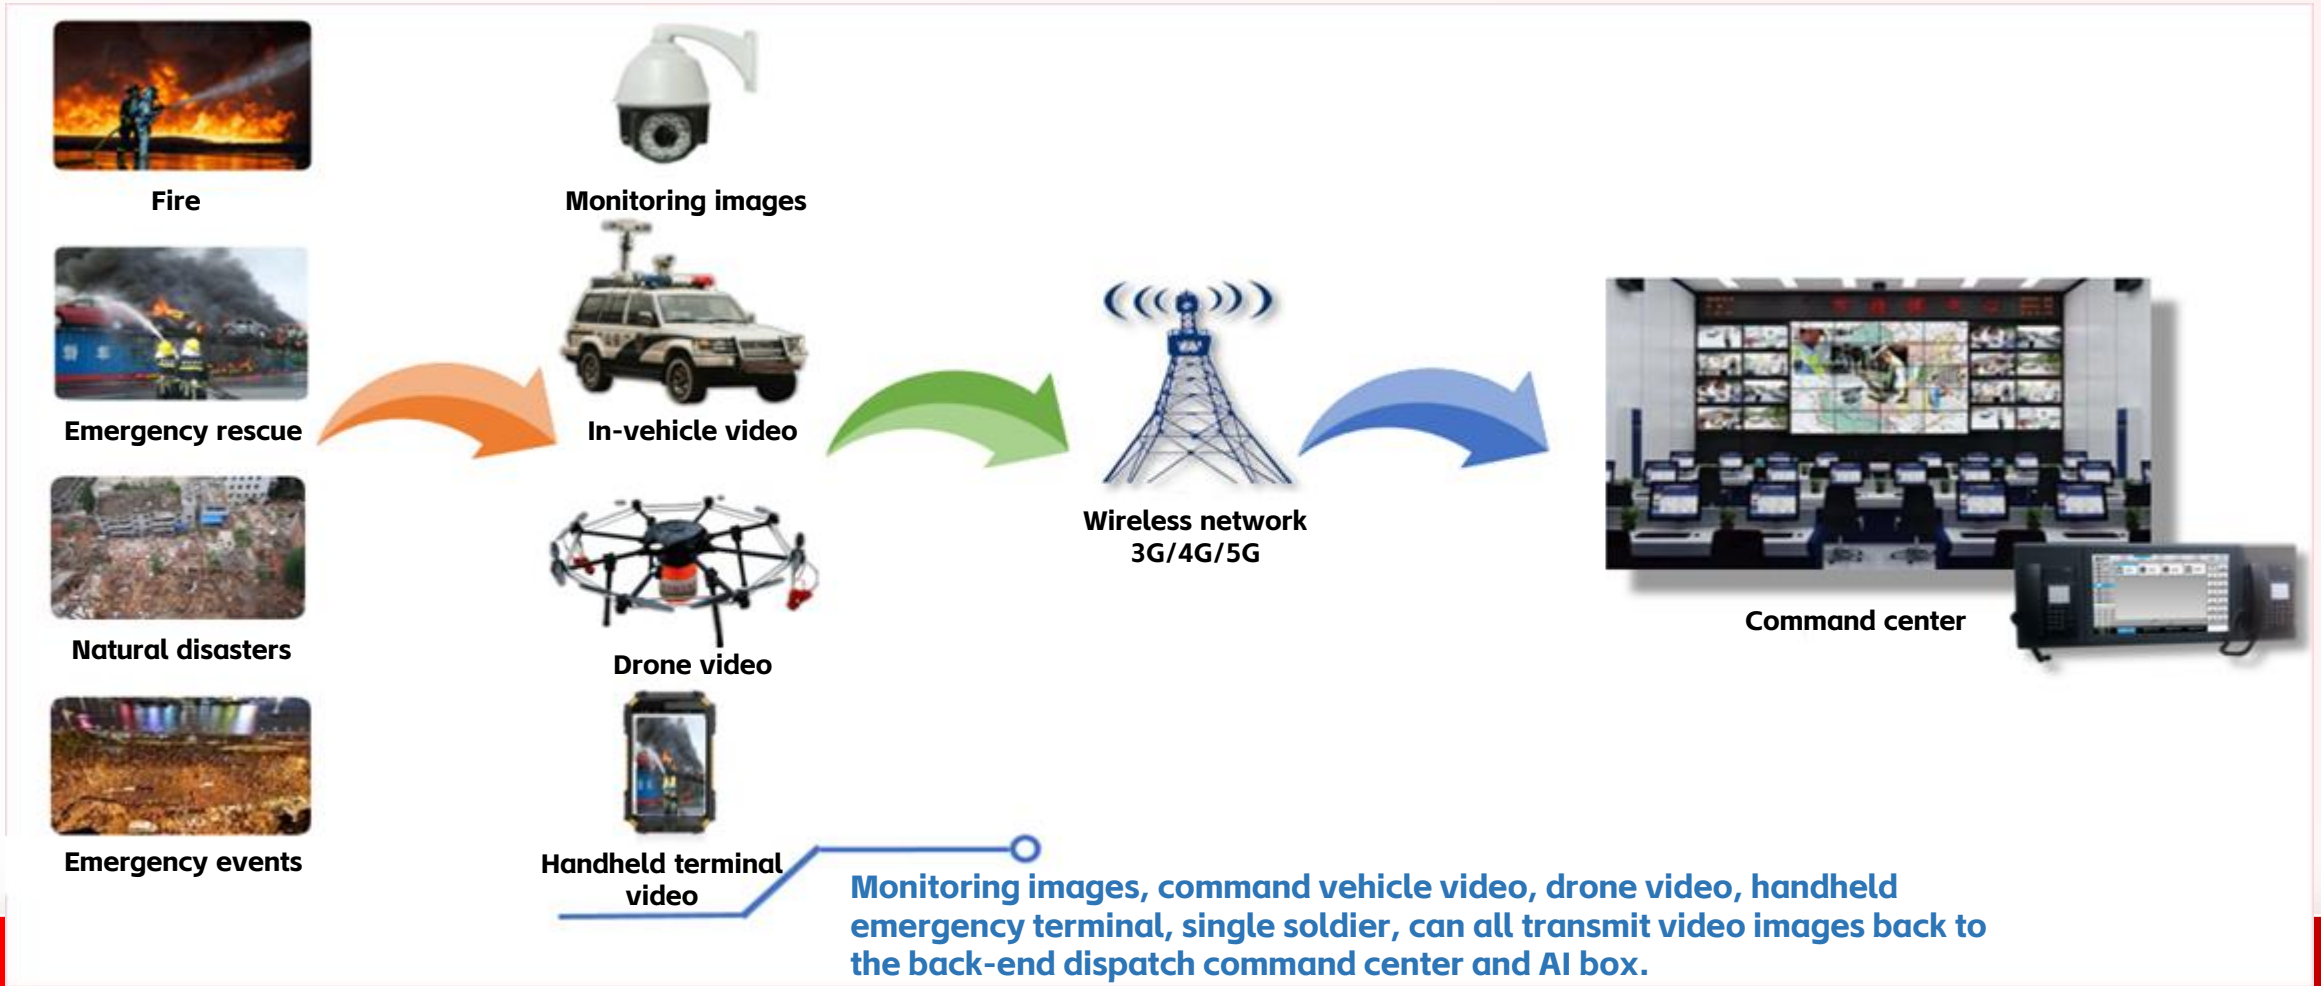 Fire
Emergency rescue
Natural disasters
Emergency events
Monitoring images
In-vehicle video
Drone video
Handheld terminal
video
Wireless network
3G/4G/5G
Command center
Monitoring images, command vehicle video, drone video, handheld
emergency terminal, single soldier, can all transmit video images back to
the back-end dispatch command center and AI box.